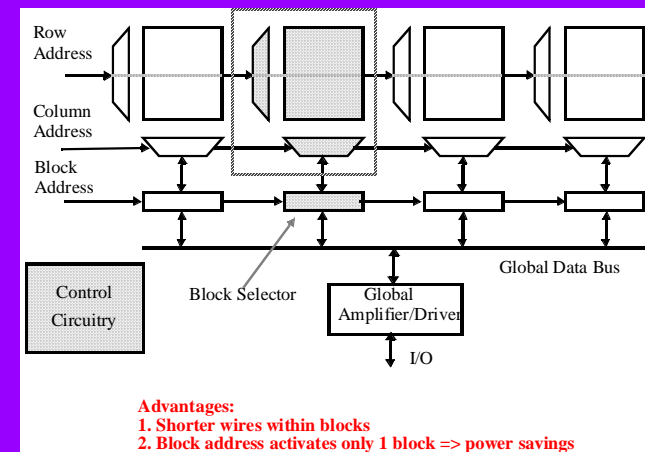 Row
Address
Column
Address
Block
Address
Global Data Bus
Control
Circuitry
Block Selector
Global
Amplifier/Driver
I/O
Advantages:
1. Shorter wires within blocks
2. Block address activates only 1 block => power savings